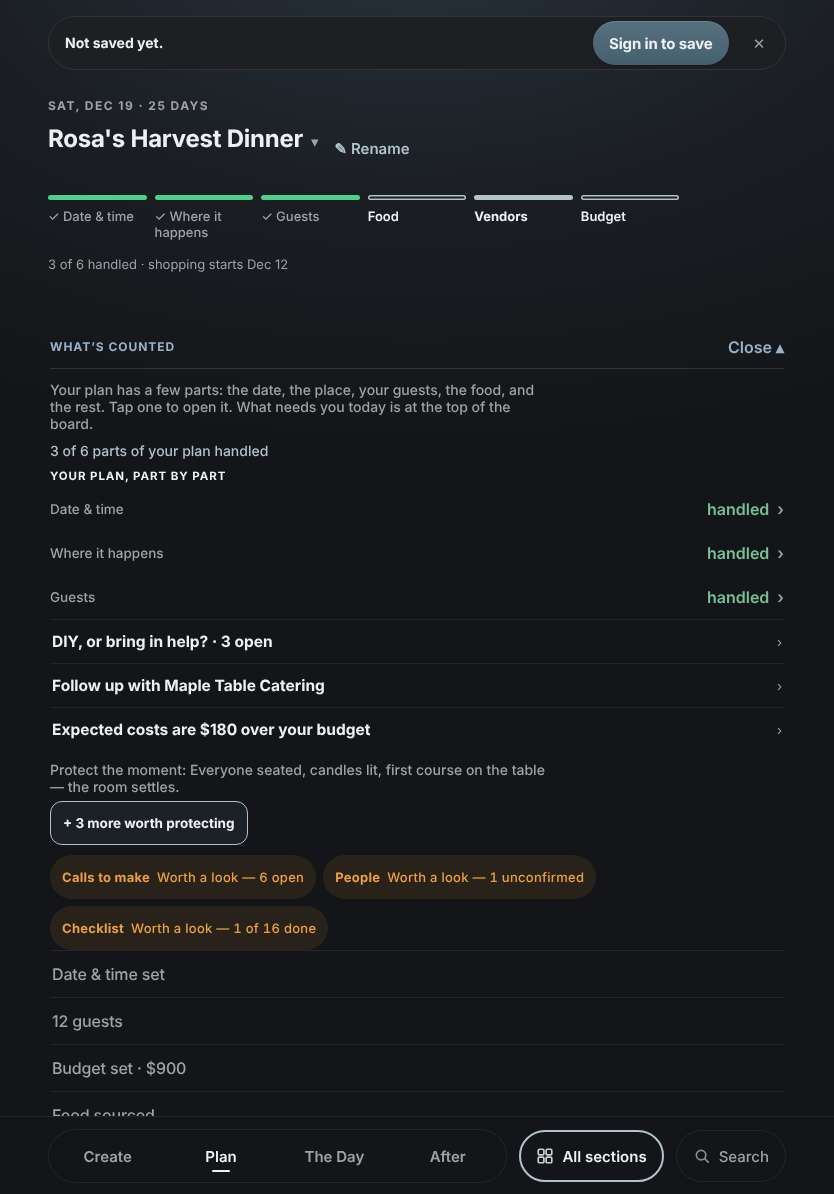 Not saved yet.
Sign in to save ×
SAT, DEC 19 · 25 DAYS
Rosa's Harvest Dinner ▾ ✎ Rename
✓ Date & time
✓ Where it happens
✓ Guests
Food
Vendors
Budget
3 of 6 handled · shopping starts Dec 12
WHAT'S COUNTED
Close ▴
Your plan has a few parts: the date, the place, your guests, the food, and
the rest. Tap one to open it. What needs you today is at the top of the
board.
3 of 6 parts of your plan handled
YOUR PLAN, PART BY PART
Date & time handled ›
Where it happens handled ›
Guests handled ›
DIY, or bring in help? · 3 open ›
Follow up with Maple Table Catering ›
Expected costs are $180 over your budget ›
Protect the moment: Everyone seated, candles lit, first course on the table
— the room settles.
+ 3 more worth protecting
Calls to make Worth a look — 6 open
People Worth a look — 1 unconfirmed
Checklist Worth a look — 1 of 16 done
Date & time set
12 guests
Budget set · $900
Food sourced
Create Plan The Day After All sections Search